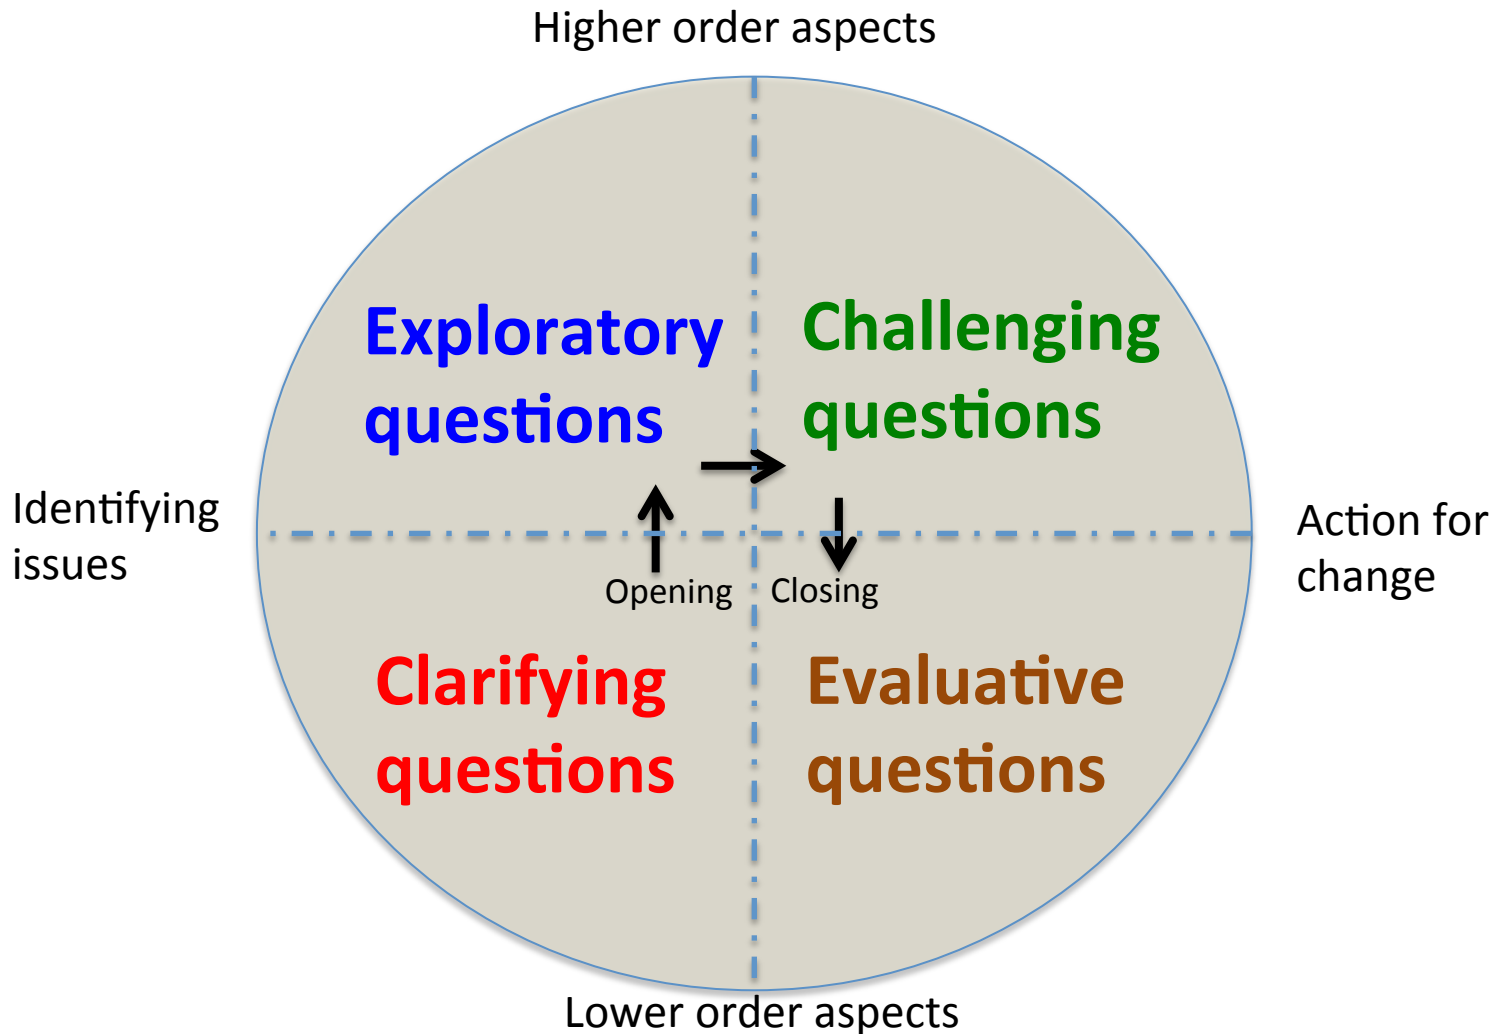 Higher order aspects
Exploratory
questions
Challenging
questions
Identifying
issues
Action for
change
Opening
Closing
Clarifying
questions
Evaluative
questions
Lower order aspects